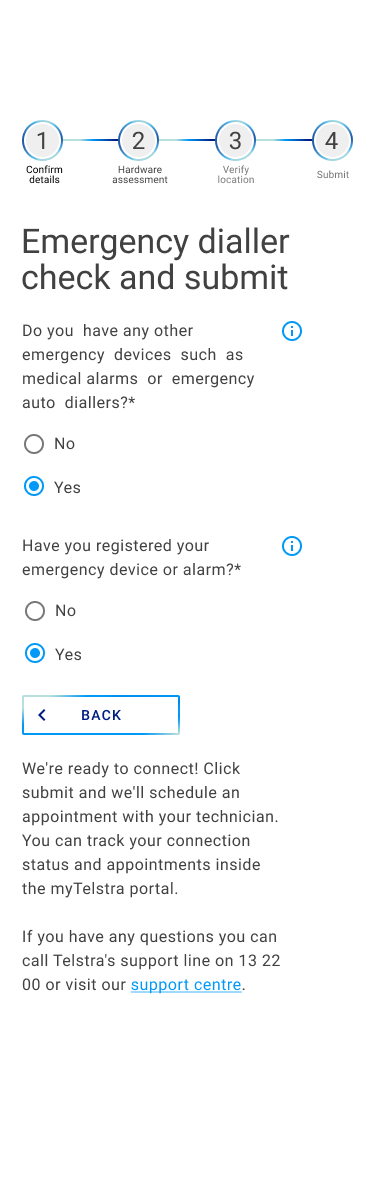 1 2 3 4
Confirm details
Hardware assessment
Verify location
Submit
Emergency dialler
check and submit
Do you have any other
emergency devices such as
medical alarms or emergency
auto diallers?*
No
Yes
Have you registered your
emergency device or alarm?*
No
Yes
BACK
We're ready to connect! Click
submit and we'll schedule an
appointment with your technician.
You can track your connection
status and appointments inside
the myTelstra portal.
If you have any questions you can
call Telstra's support line on 13 22
00 or visit our support centre.